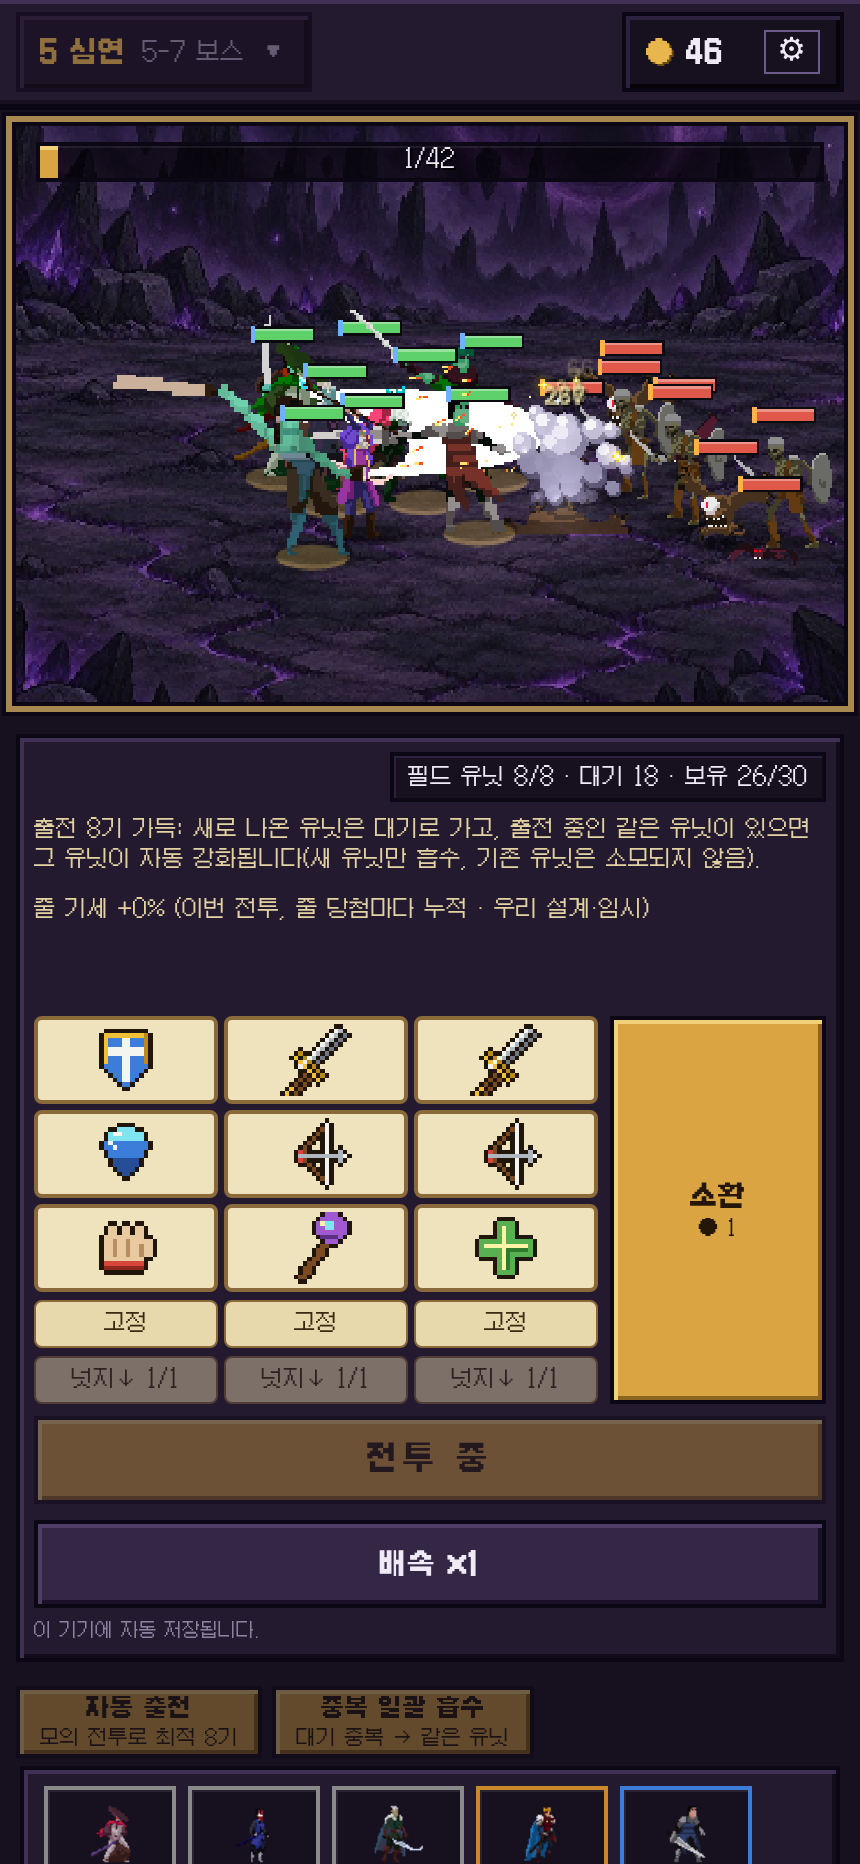 5 심연 5-7 보스 ▼
46
1/42
필드 유닛 8/8 · 대기 18 · 보유 26/30
출전 8기 가득: 새로 나온 유닛은 대기로 가고, 출전 중인 같은 유닛이 있으면
그 유닛이 자동 강화됩니다(새 유닛만 흡수, 기존 유닛은 소모되지 않음).
줄 기세 +0% (이번 전투, 줄 당첨마다 누적 · 우리 설계·임시)
소환
1
고정 고정 고정
넛지↓ 1/1 넛지↓ 1/1 넛지↓ 1/1
전투 중
배속 x1
이 기기에 자동 저장됩니다.
자동 출전 중복 일괄 흡수
모의 전투로 최적 8기 대기 중복 → 같은 유닛